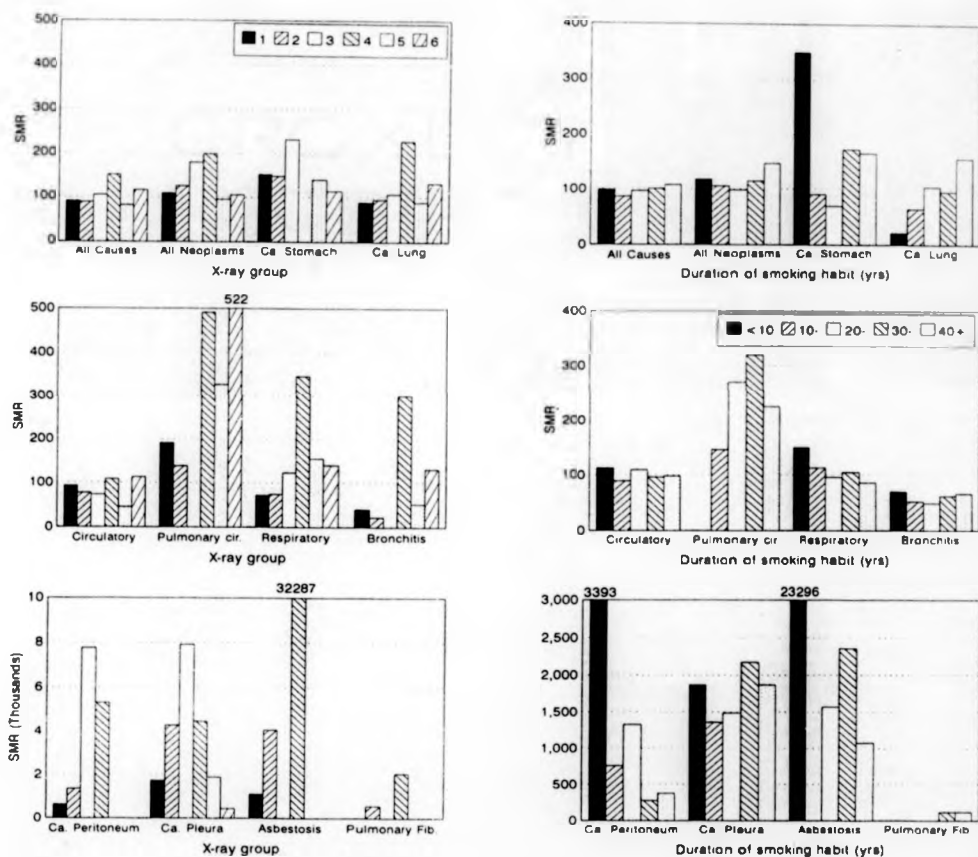 500
400
300
200
100
0
SMR
1 2 3 4 5 6
All Causes All Neoplasms Ca Stomach Ca Lung
X-ray group
400
300
200
100
0
SMR
All Causes All Neoplasms Ca Stomach Ca Lung
Duration of smoking habit (yrs)
522
500
400
300
200
100
0
SMR
Circulatory Pulmonary cir. Respiratory Bronchitis
X-ray group
400
300
200
100
0
SMR
<10 10- 20- 30- 40+
Circulatory Pulmonary cir Respiratory Bronchitis
Duration of smoking habit (yrs)
32287
10
8
6
4
2
0
SMR (Thousands)
Ca. Peritoneum Ca. Pleura Asbestosis Pulmonary Fib.
X-ray group
3393 23296
3,000
2,500
2,000
1,500
1,000
500
0
Ca Peritoneum Ca Pleura Asbestosis Pulmonary Fib
Duration of smoking habit (yrs)